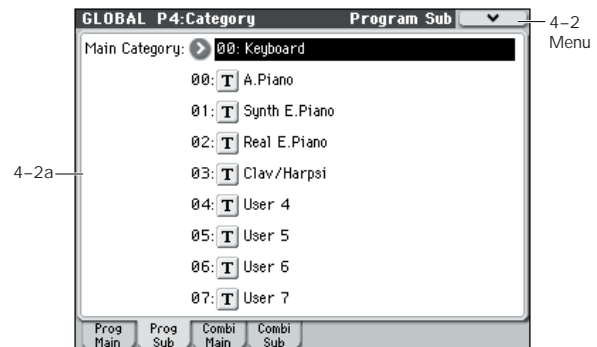 GLOBAL P4:Category Program Sub
4–2
Menu
Main Category: 00: Keyboard
00: T A.Piano
01: T Synth E.Piano
02: T Real E.Piano
4–2a
03: T Clav/Harpsi
04: T User 4
05: T User 5
06: T User 6
07: T User 7
Prog Main
Prog Sub
Combi Main
Combi Sub